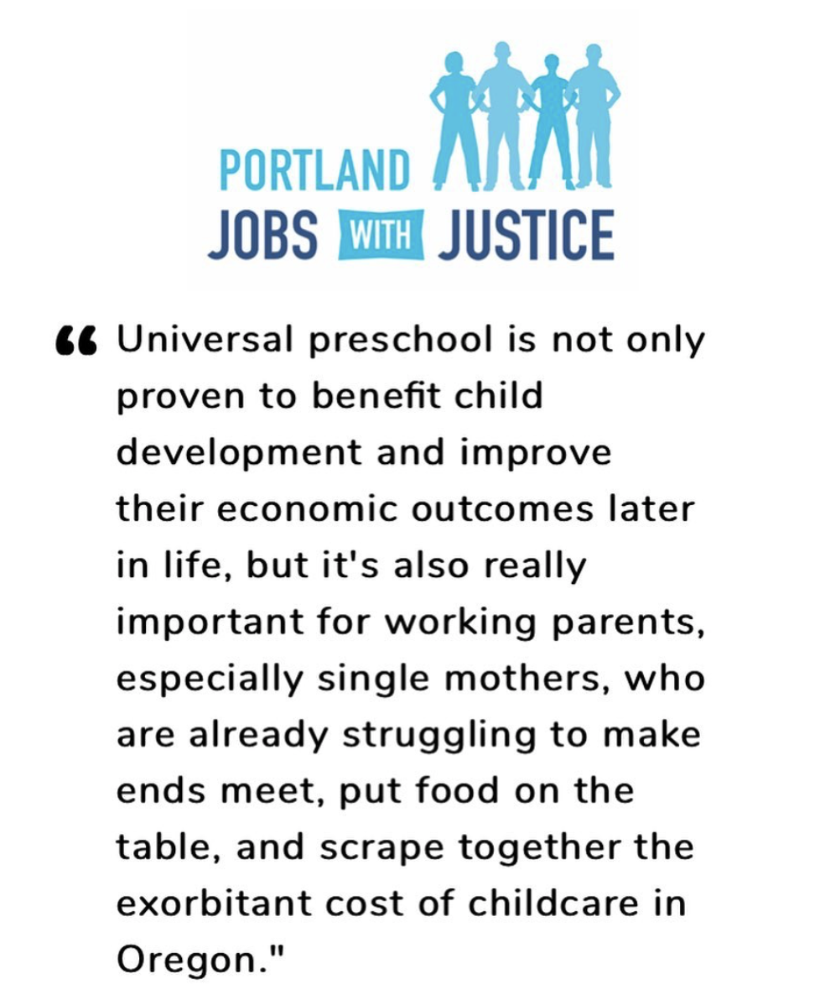 PORTLAND
JOBS WITH JUSTICE
“ Universal preschool is not only
proven to benefit child
development and improve
their economic outcomes later
in life, but it's also really
important for working parents,
especially single mothers, who
are already struggling to make
ends meet, put food on the
table, and scrape together the
exorbitant cost of childcare in
Oregon."